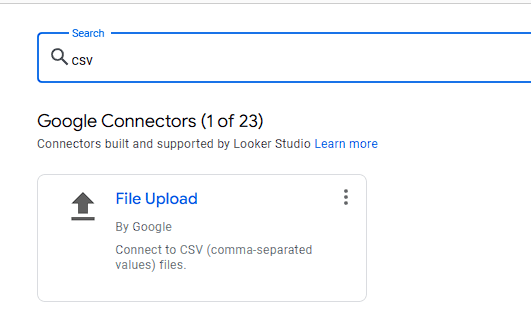 Search
csv
Google Connectors (1 of 23)
Connectors built and supported by Looker Studio Learn more
File Upload
By Google
Connect to CSV (comma-separated
values) files.